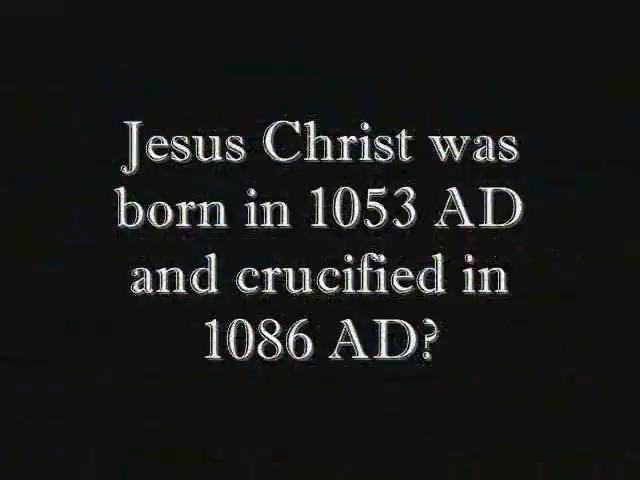 Jesus Christ was
born in 1053 AD
and crucified in
1086 AD?